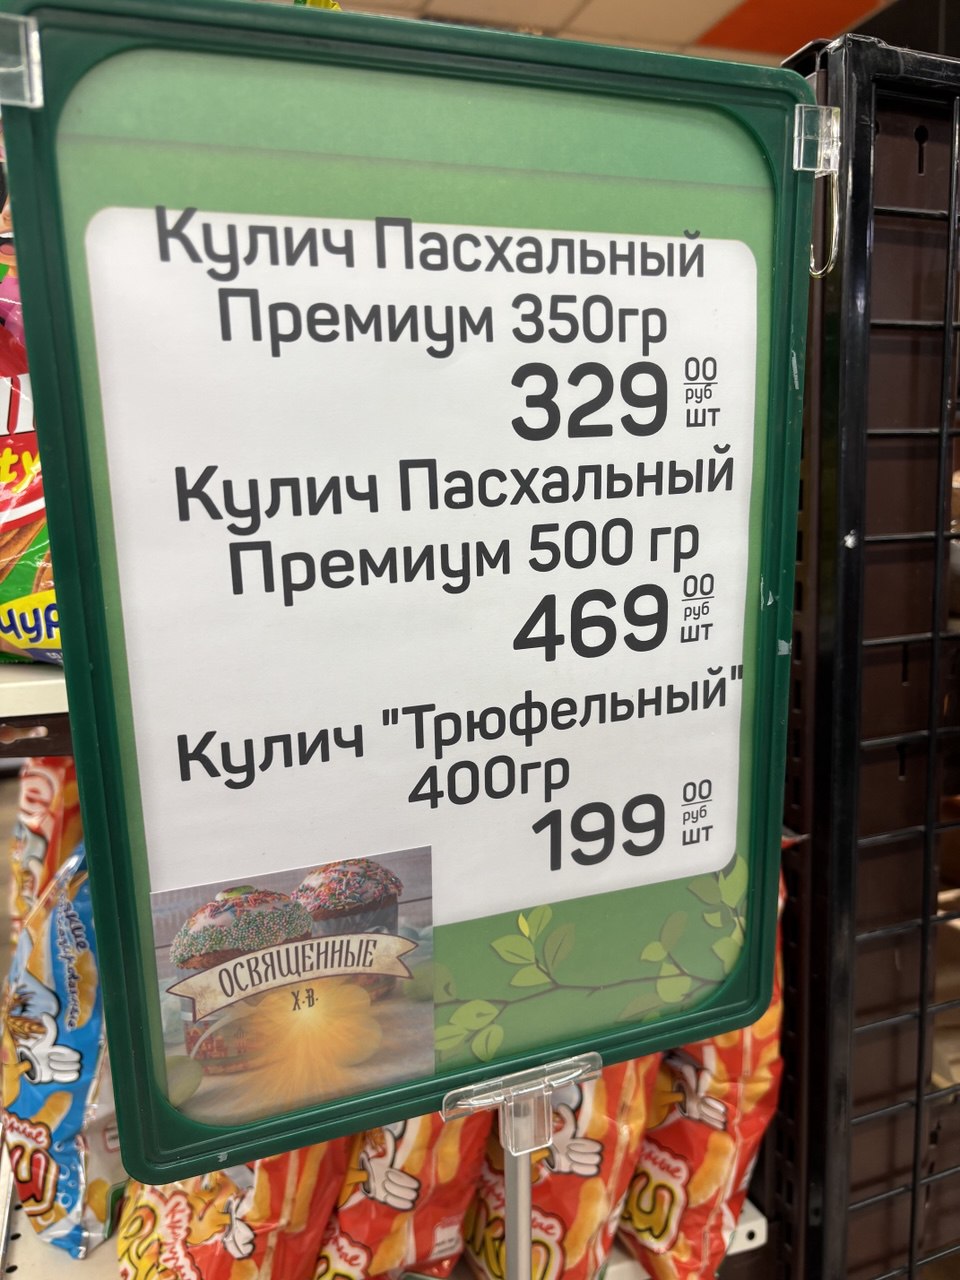 Кулич Пасхальный
Премиум 350гр
329 00 руб шт
Кулич Пасхальный
Премиум 500 гр
469 00 руб шт
Кулич "Трюфельный"
400гр
199 00 руб шт
ОСВЯЩЕННЫЕ
Х.В.